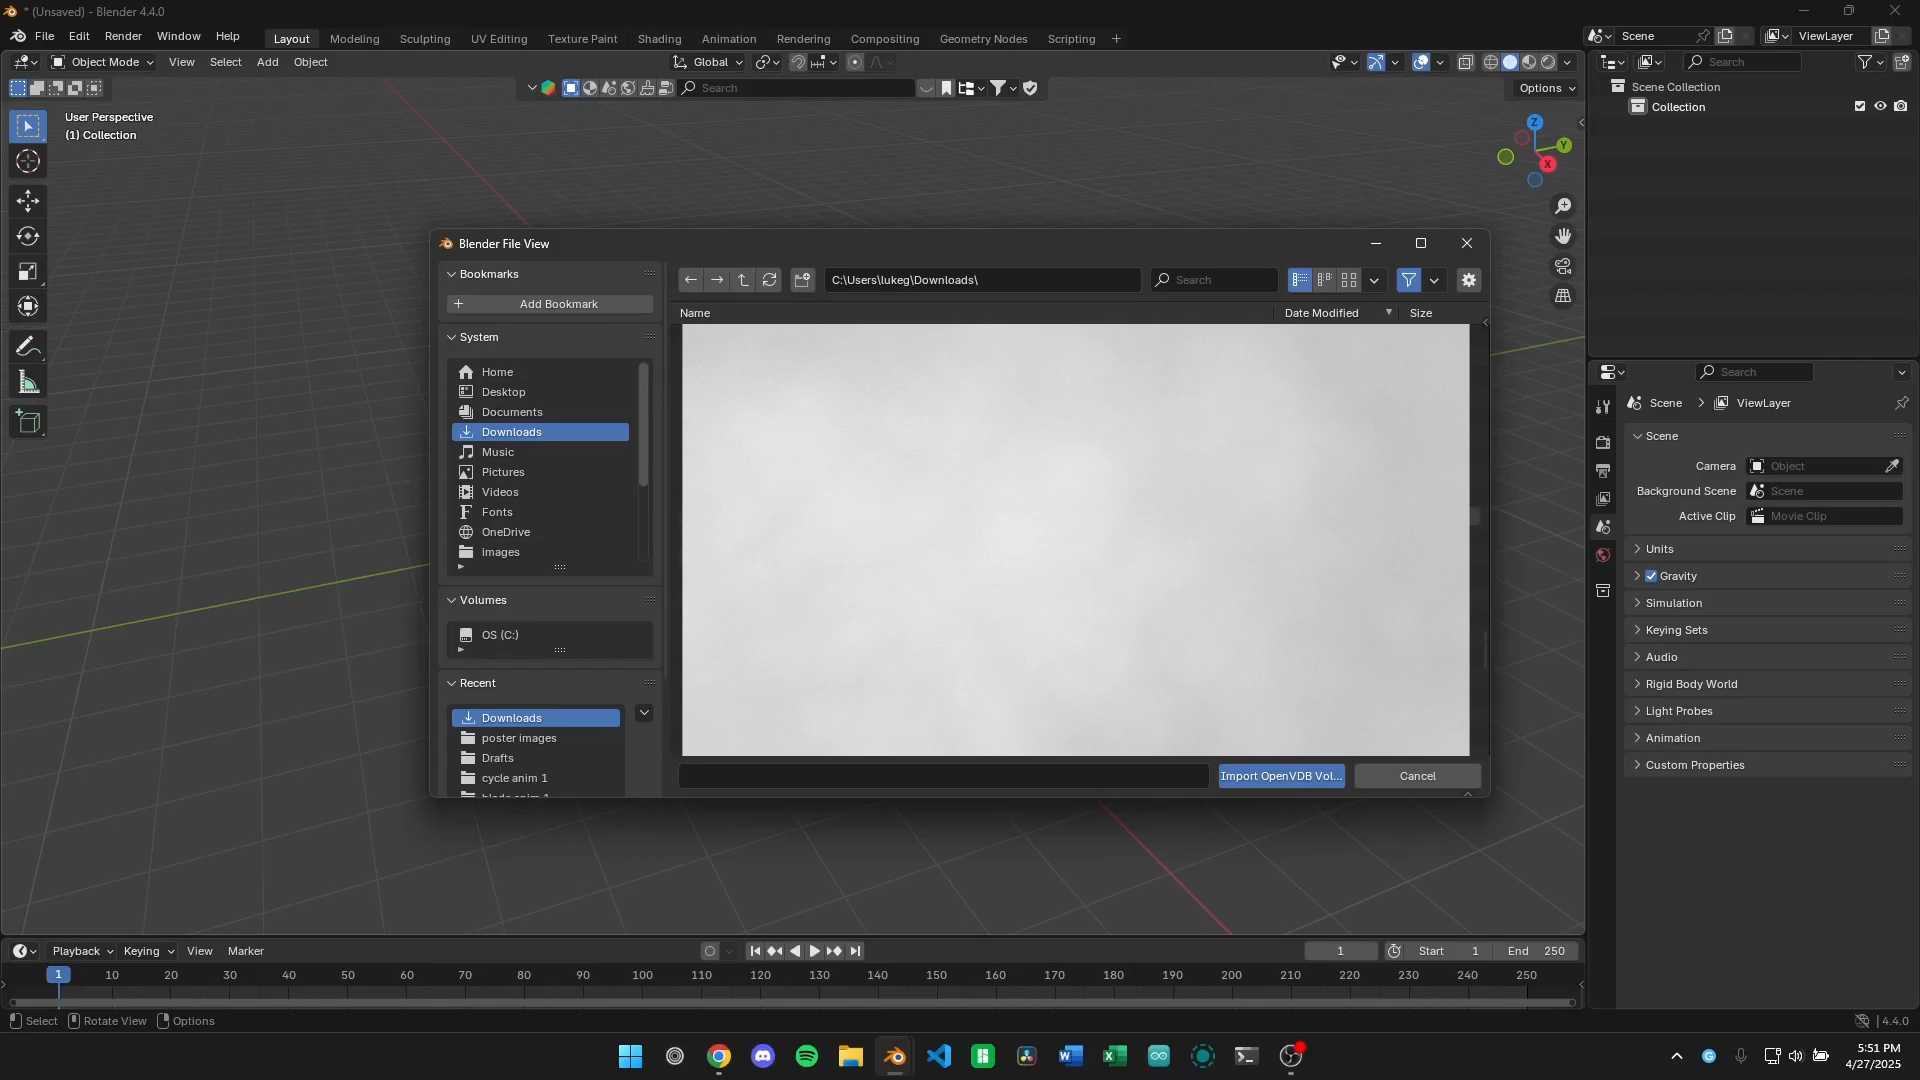 * (Unsaved) - Blender 4.4.0
File Edit Render Window Help
Layout Modeling Sculpting UV Editing Texture Paint Shading Animation Rendering Compositing Geometry Nodes Scripting +
Scene
ViewLayer
Object Mode View Select Add Object
Global
Search
Search
Options
User Perspective
(1) Collection
Z
Y
X
Scene Collection
Collection
Blender File View
Bookmarks
Add Bookmark
System
Home
Desktop
Documents
Downloads
Music
Pictures
Videos
Fonts
OneDrive
images
Volumes
OS (C:)
Recent
Downloads
poster images
Drafts
cycle anim 1
C:\Users\lukeg\Downloads\
Search
Name Date Modified Size
Import OpenVDB Vol...
Cancel
Search
Scene > ViewLayer
Scene
Camera Object
Background Scene Scene
Active Clip Movie Clip
Units
Gravity
Simulation
Keying Sets
Audio
Rigid Body World
Light Probes
Animation
Custom Properties
Playback Keying View Marker
1 Start 1 End 250
1 10 20 30 40 50 60 70 80 90 100 110 120 130 140 150 160 170 180 190 200 210 220 230 240 250
Select Rotate View Options
4.4.0
5:51 PM
4/27/2025